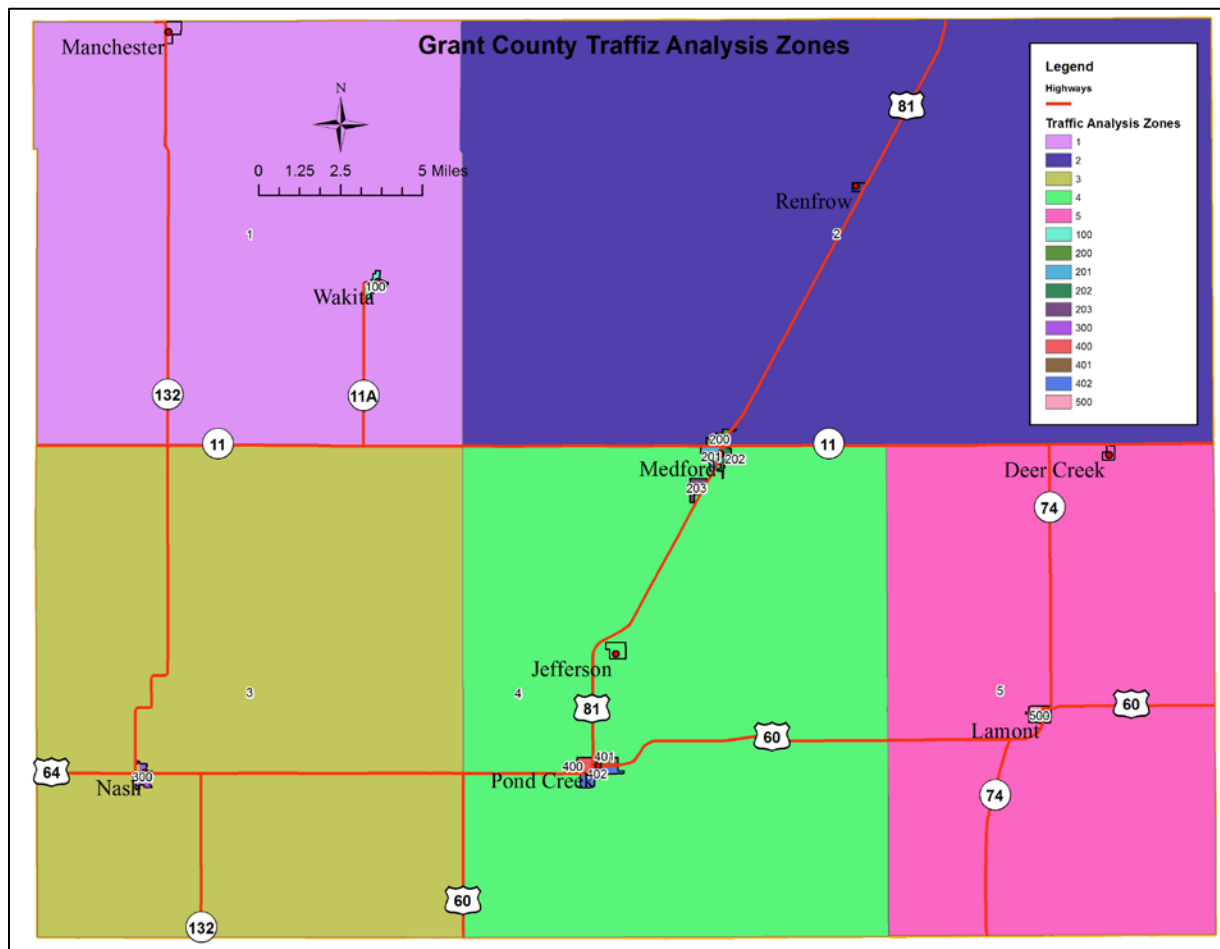 Grant County Traffiz Analysis Zones
Manchester
N
0 1.25 2.5 5 Miles
81
Renfrow
1
2
Wakita
100
132
11A
11
200
11
201
202
Medford
203
Deer Creek
74
Jefferson
3
4
5
81
60
500
60
Lamont
64
300
Nash
400
401
402
Pond Creek
74
60
132
Legend
Highways
Traffic Analysis Zones
1
2
3
4
5
100
200
201
202
203
300
400
401
402
500